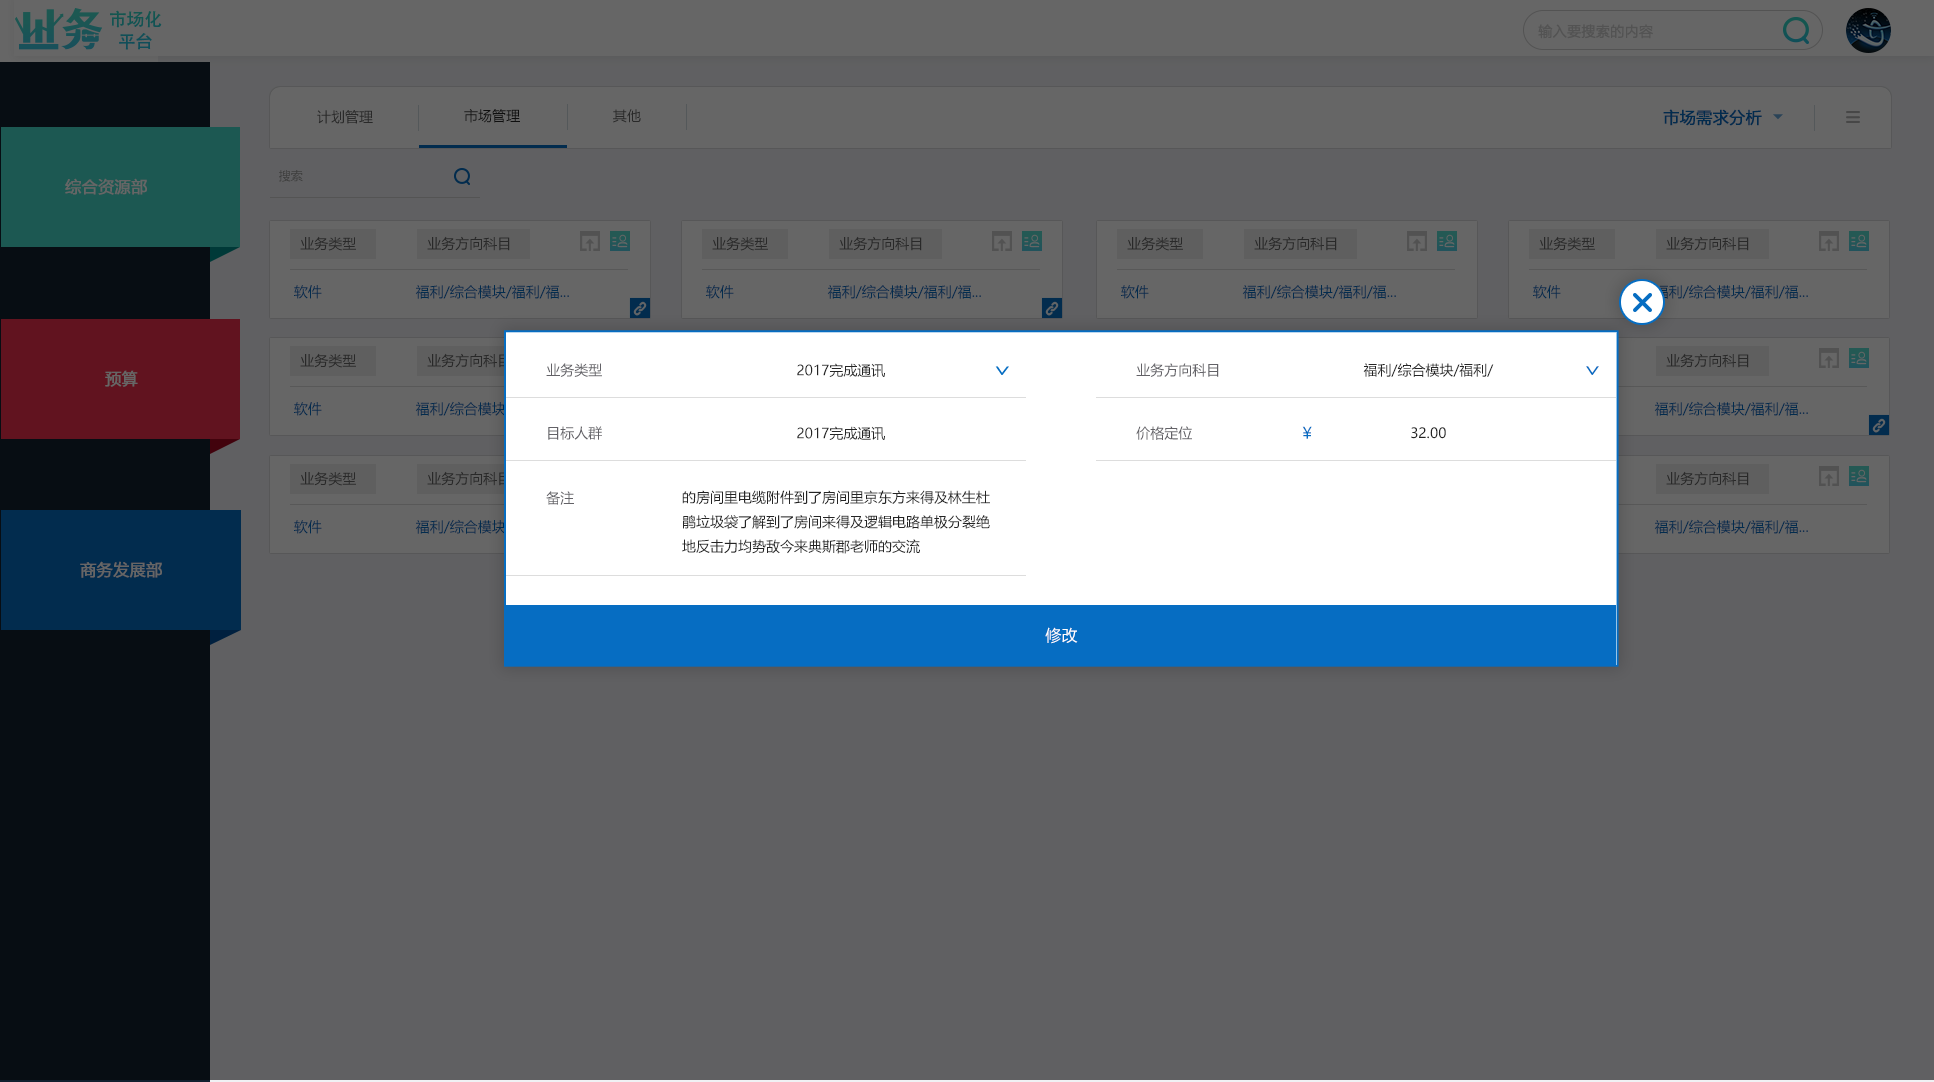 业务 市场化
平台
输入要搜索的内容
计划管理
市场管理
其他
市场需求分析
搜索
综合资源部
预算
商务发展部
业务类型 业务方向科目
软件 福利/综合模块/福利/福...
业务类型 业务方向科目
软件 福利/综合模块/福利/福...
业务类型 业务方向科目
软件 福利/综合模块/福利/福...
业务类型 业务方向科目
软件 福利/综合模块/福利/福...
业务类型 业务方向科目
软件 福利/综合模块
业务方向科目
福利/综合模块/福利/福...
业务类型 业务方向科目
软件 福利/综合模块
业务方向科目
福利/综合模块/福利/福...
业务类型 2017完成通讯
业务方向科目 福利/综合模块/福利/
目标人群 2017完成通讯
价格定位 ¥ 32.00
备注 的房间里电缆附件到了房间里京东方来得及林生杜
鹃垃圾袋了解到了房间来得及逻辑电路单极分裂绝
地反击力均势敌今来典斯郡老师的交流
修改